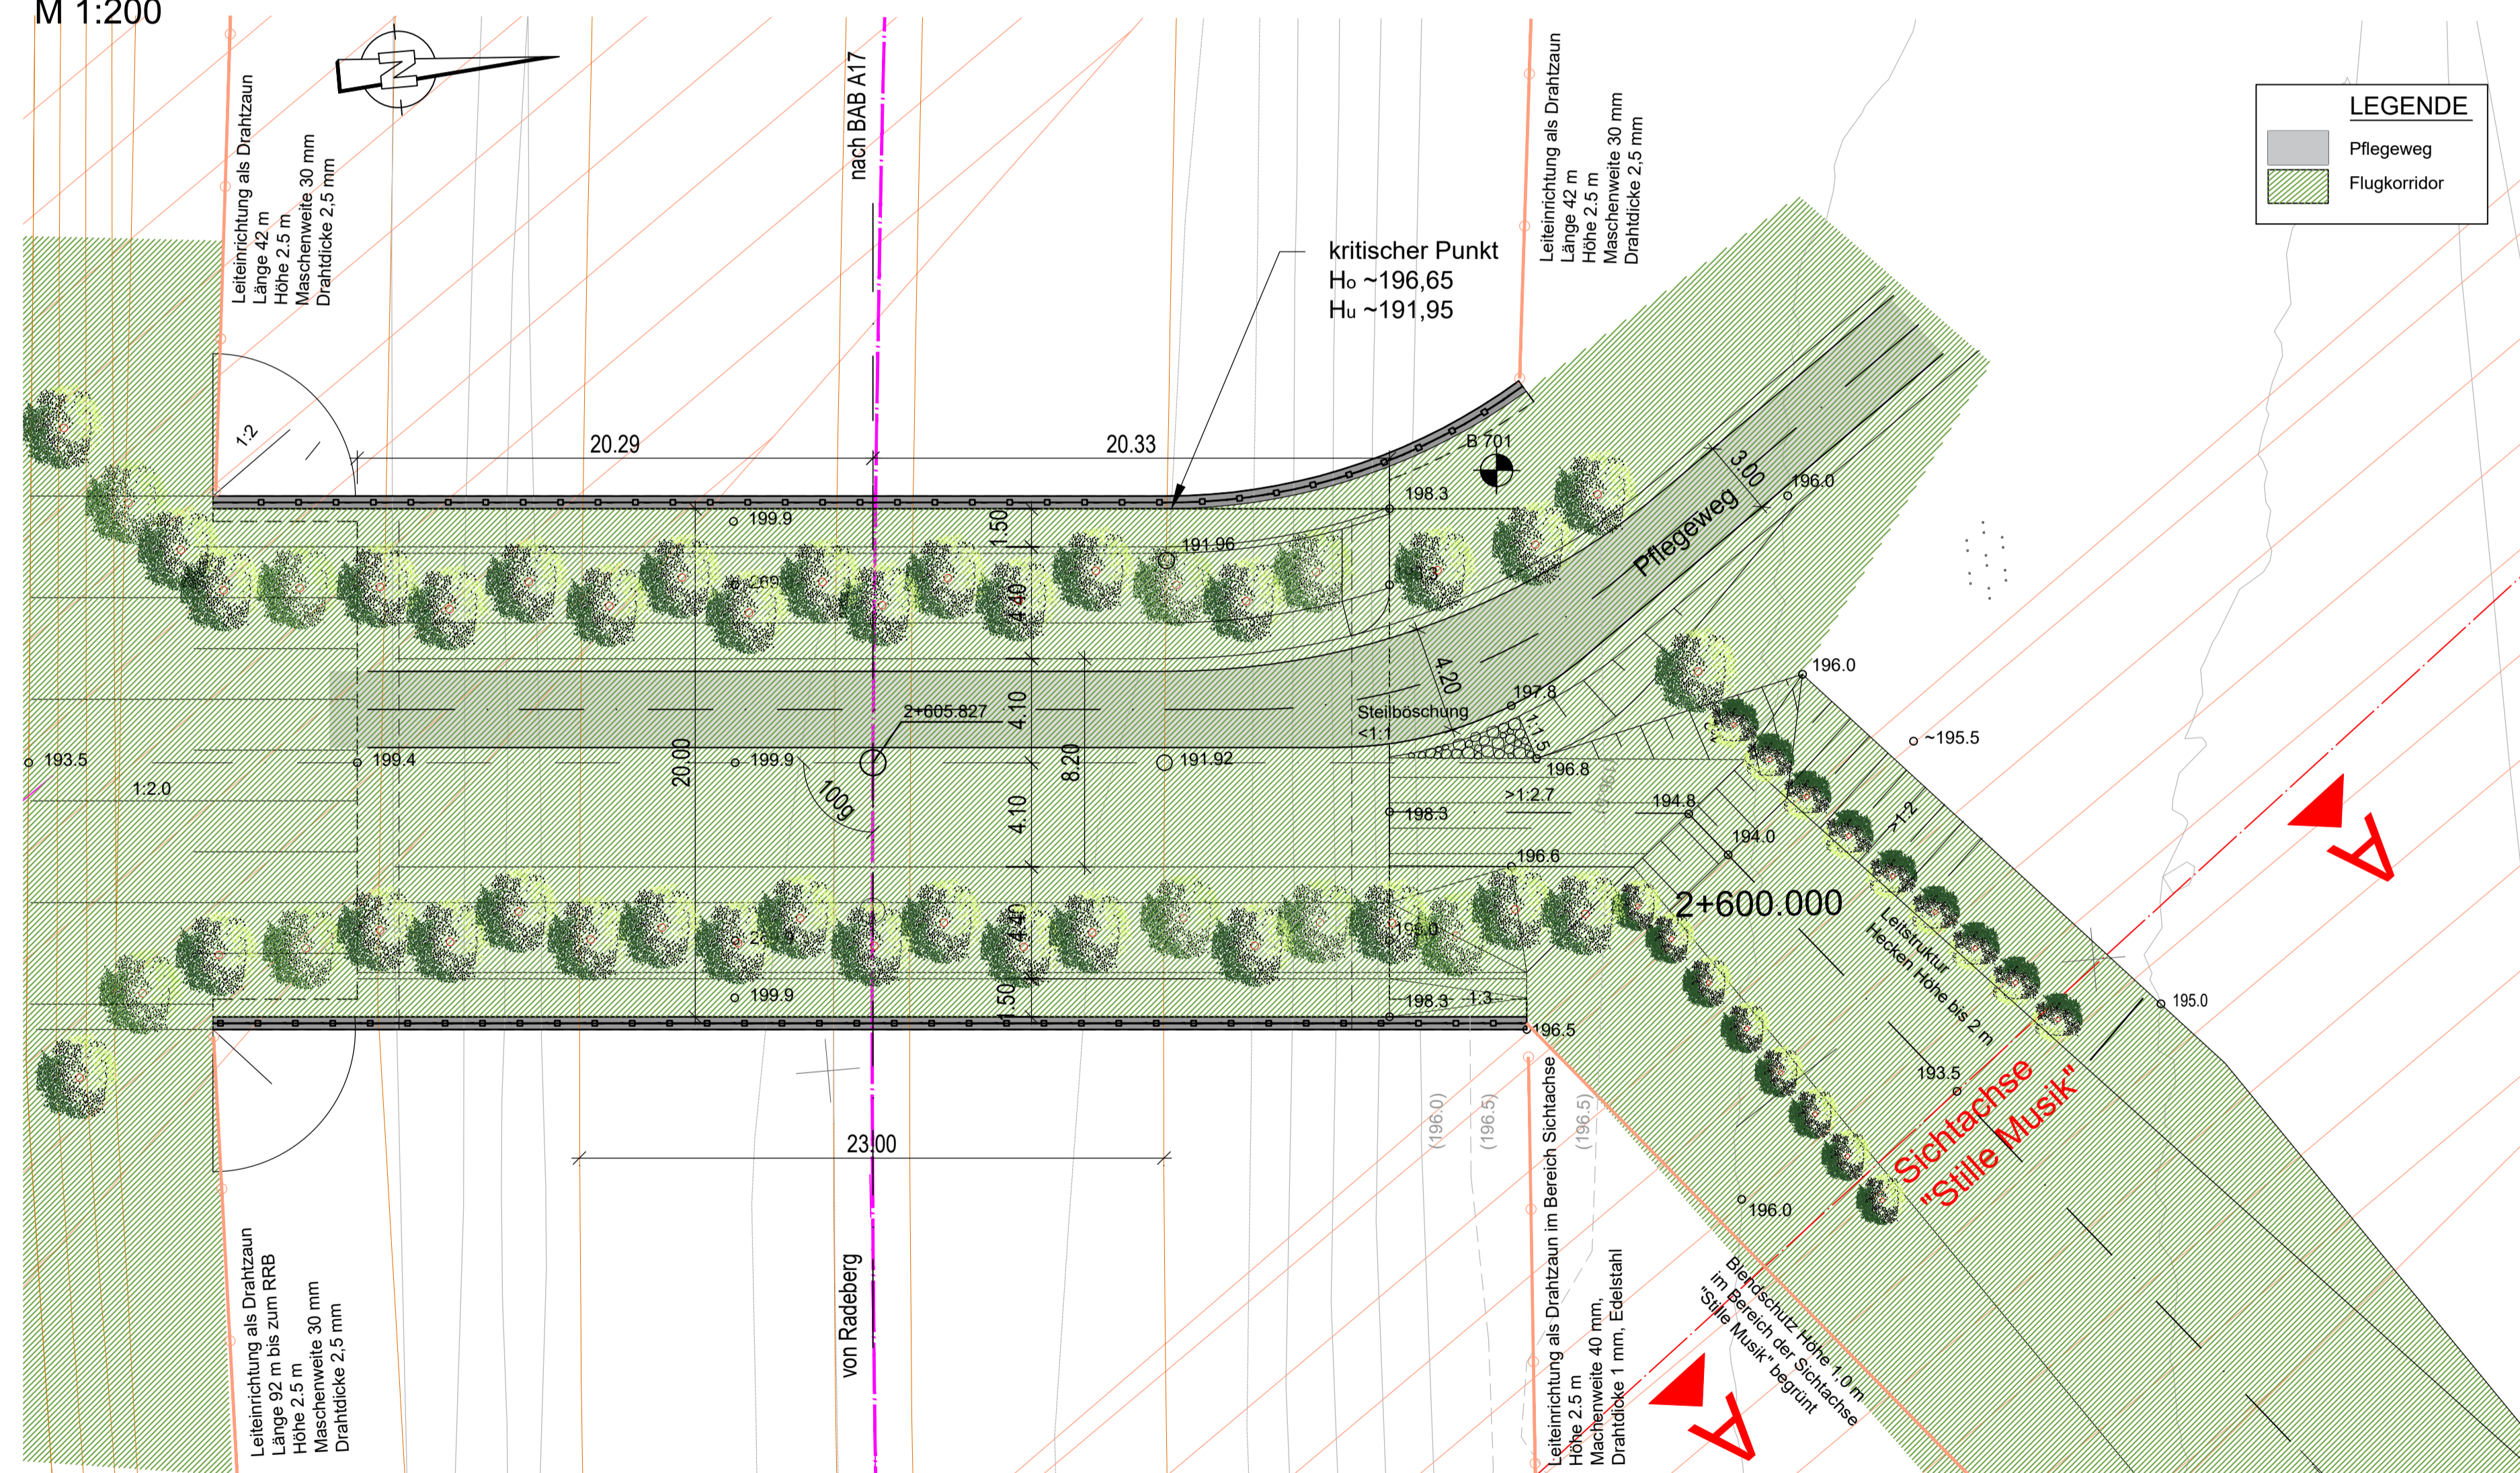 M 1:200
N
Leiteinrichtung als Drahtzaun
Länge 42 m
Höhe 2.5 m
Maschenweite 30 mm
Drahtdicke 2,5 mm
nach BAB A17
kritischer Punkt
Ho ~196,65
Hu ~191,95
Leiteinrichtung als Drahtzaun
Länge 42 m
Höhe 2.5 m
Maschenweite 30 mm
Drahtdicke 2,5 mm
LEGENDE
Pflegeweg
Flugkorridor
1:2
20.29
20.33
B 701
198.3
3.00
196.0
Pflegeweg
199.9
1.50
191.96
4.40
4.20
197.8
Steilböschung
<1:1
1:1.5
196.0
~195.5
2+605.827
4.10
20.00
8.20
193.5
199.4
199.9
191.92
196.8
1:2.0
100g
4.10
198.3
>1:2.7
194.8
194.0
>1:2
196.6
2+600.000
4.40
Leitstruktur
Hecken Höhe bis 2 m
199.9
1.50
198.3
1:3
196.5
195.0
193.5
Sichtachse
"Stille Musik"
23.00
(196.0)
(196.5)
(196.5)
196.0
A
A
Leiteinrichtung als Drahtzaun
Länge 92 m bis zum RRB
Höhe 2.5 m
Maschenweite 30 mm
Drahtdicke 2,5 mm
von Radeberg
Leiteinrichtung als Drahtzaun im Bereich Sichtachse
Höhe 2.5 m
Machenweite 40 mm,
Drahtdicke 1 mm, Edelstahl
Blendschutz Höhe 1,0 m
im Bereich der Sichtachse
"Stille Musik" begrünt